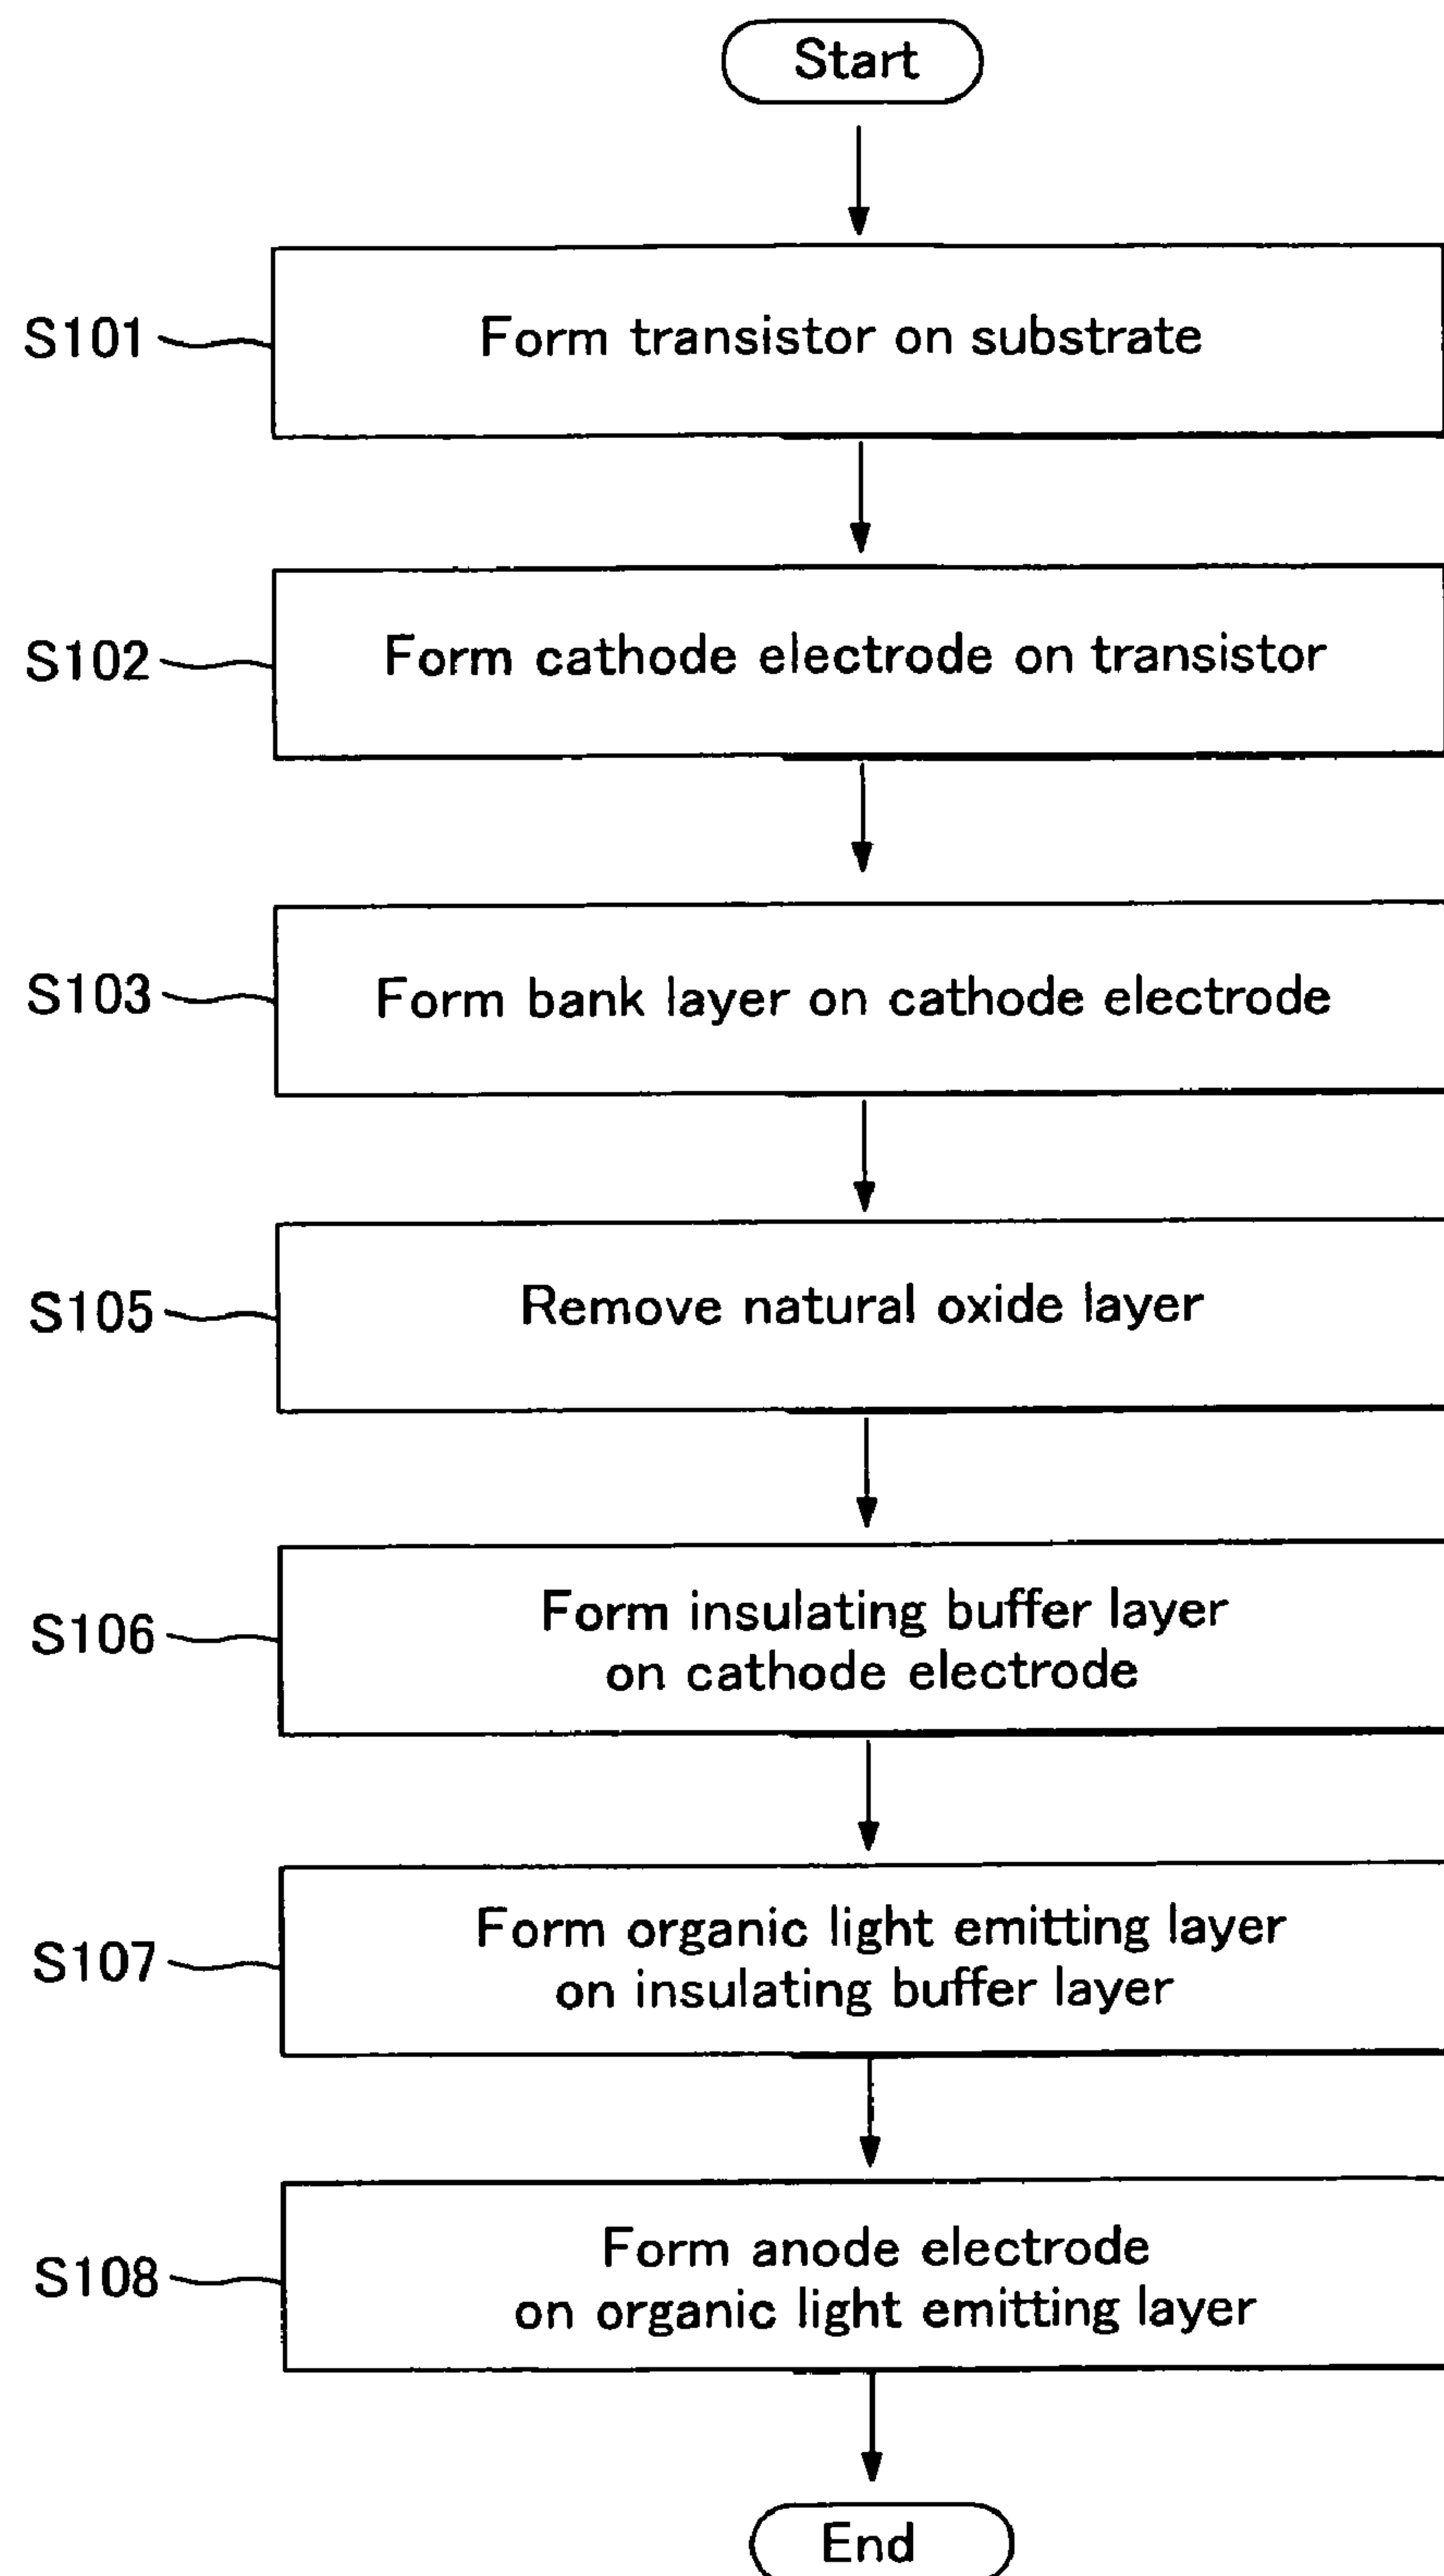 Start
S101
Form transistor on substrate
S102
Form cathode electrode on transistor
S103
Form bank layer on cathode electrode
S105
Remove natural oxide layer
S106
Form insulating buffer layer
on cathode electrode
S107
Form organic light emitting layer
on insulating buffer layer
S108
Form anode electrode
on organic light emitting layer
End